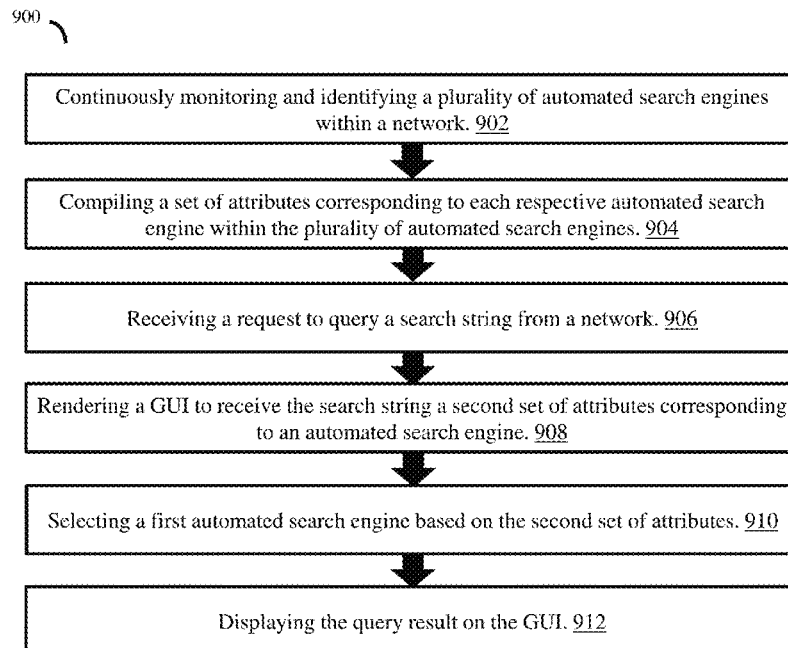 900
Continuously monitoring and identifying a plurality of automated search engines
within a network. 902
Compiling a set of attributes corresponding to each respective automated search
engine within the plurality of automated search engines. 904
Receiving a request to query a search string from a network. 906
Rendering a GUI to receive the search string a second set of attributes corresponding
to an automated search engine. 908
Selecting a first automated search engine based on the second set of attributes. 910
Displaying the query result on the GUI. 912